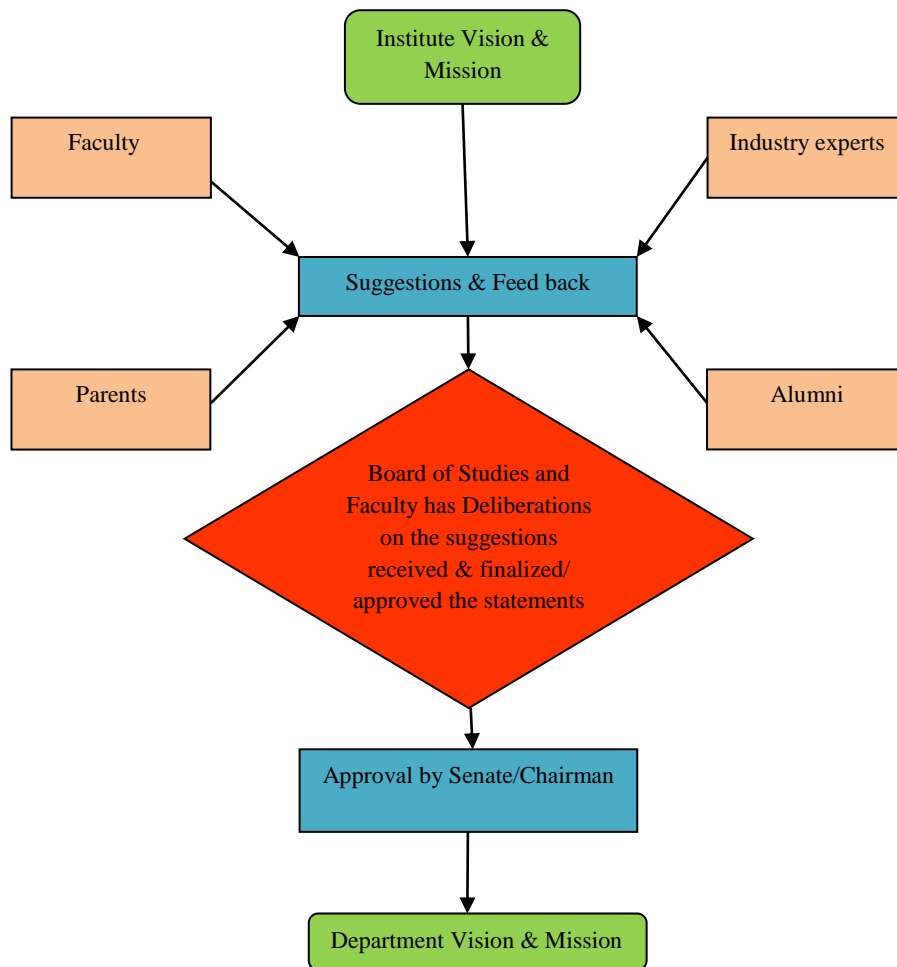 Institute Vision &
Mission
Faculty
Industry experts
Suggestions & Feed back
Parents
Alumni
Board of Studies and
Faculty has Deliberations
on the suggestions
received & finalized/
approved the statements
Approval by Senate/Chairman
Department Vision & Mission